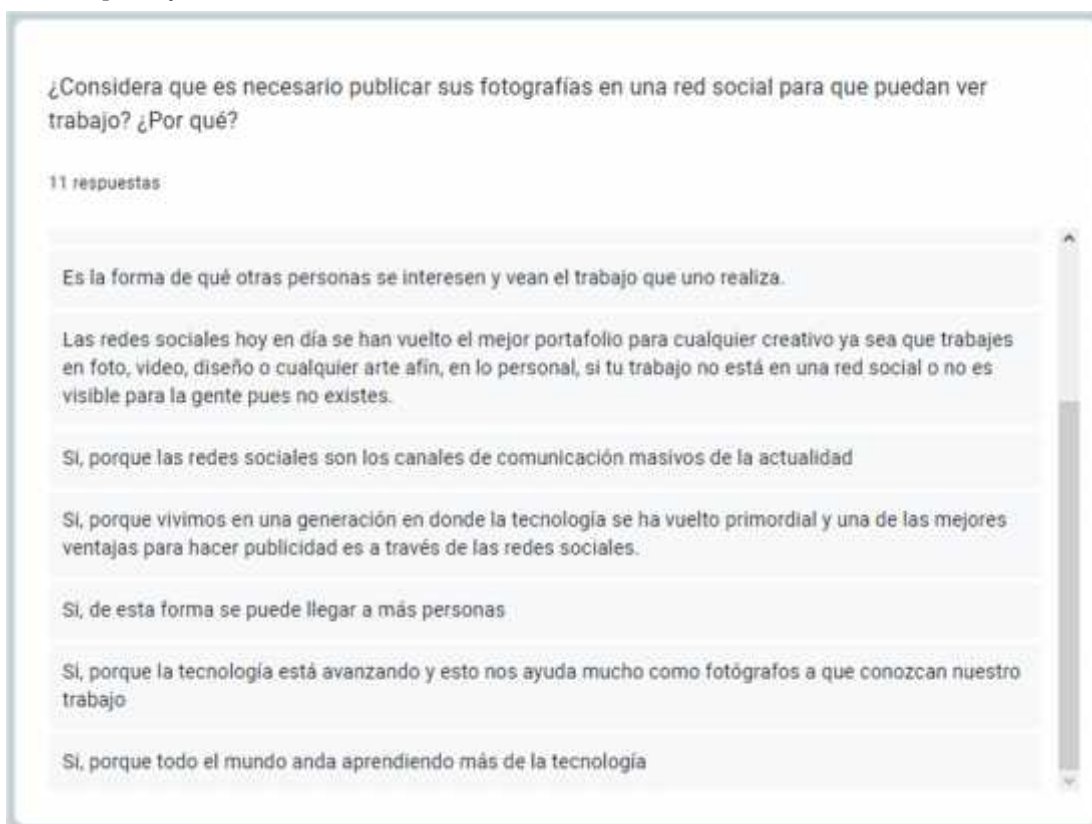 ¿Considera que es necesario publicar sus fotografías en una red social para que puedan ver
trabajo? ¿Por qué?
11 respuestas
Es la forma de qué otras personas se interesen y vean el trabajo que uno realiza.
Las redes sociales hoy en día se han vuelto el mejor portafolio para cualquier creativo ya sea que trabajes
en foto, video, diseño o cualquier arte afín, en lo personal, si tu trabajo no está en una red social o no es
visible para la gente pues no existes.
Si, porque las redes sociales son los canales de comunicación masivos de la actualidad
Si, porque vivimos en una generación en donde la tecnología se ha vuelto primordial y una de las mejores
ventajas para hacer publicidad es a través de las redes sociales.
Si, de esta forma se puede llegar a más personas
Si, porque la tecnología está avanzando y esto nos ayuda mucho como fotógrafos a que conozcan nuestro
trabajo
Si, porque todo el mundo anda aprendiendo más de la tecnología